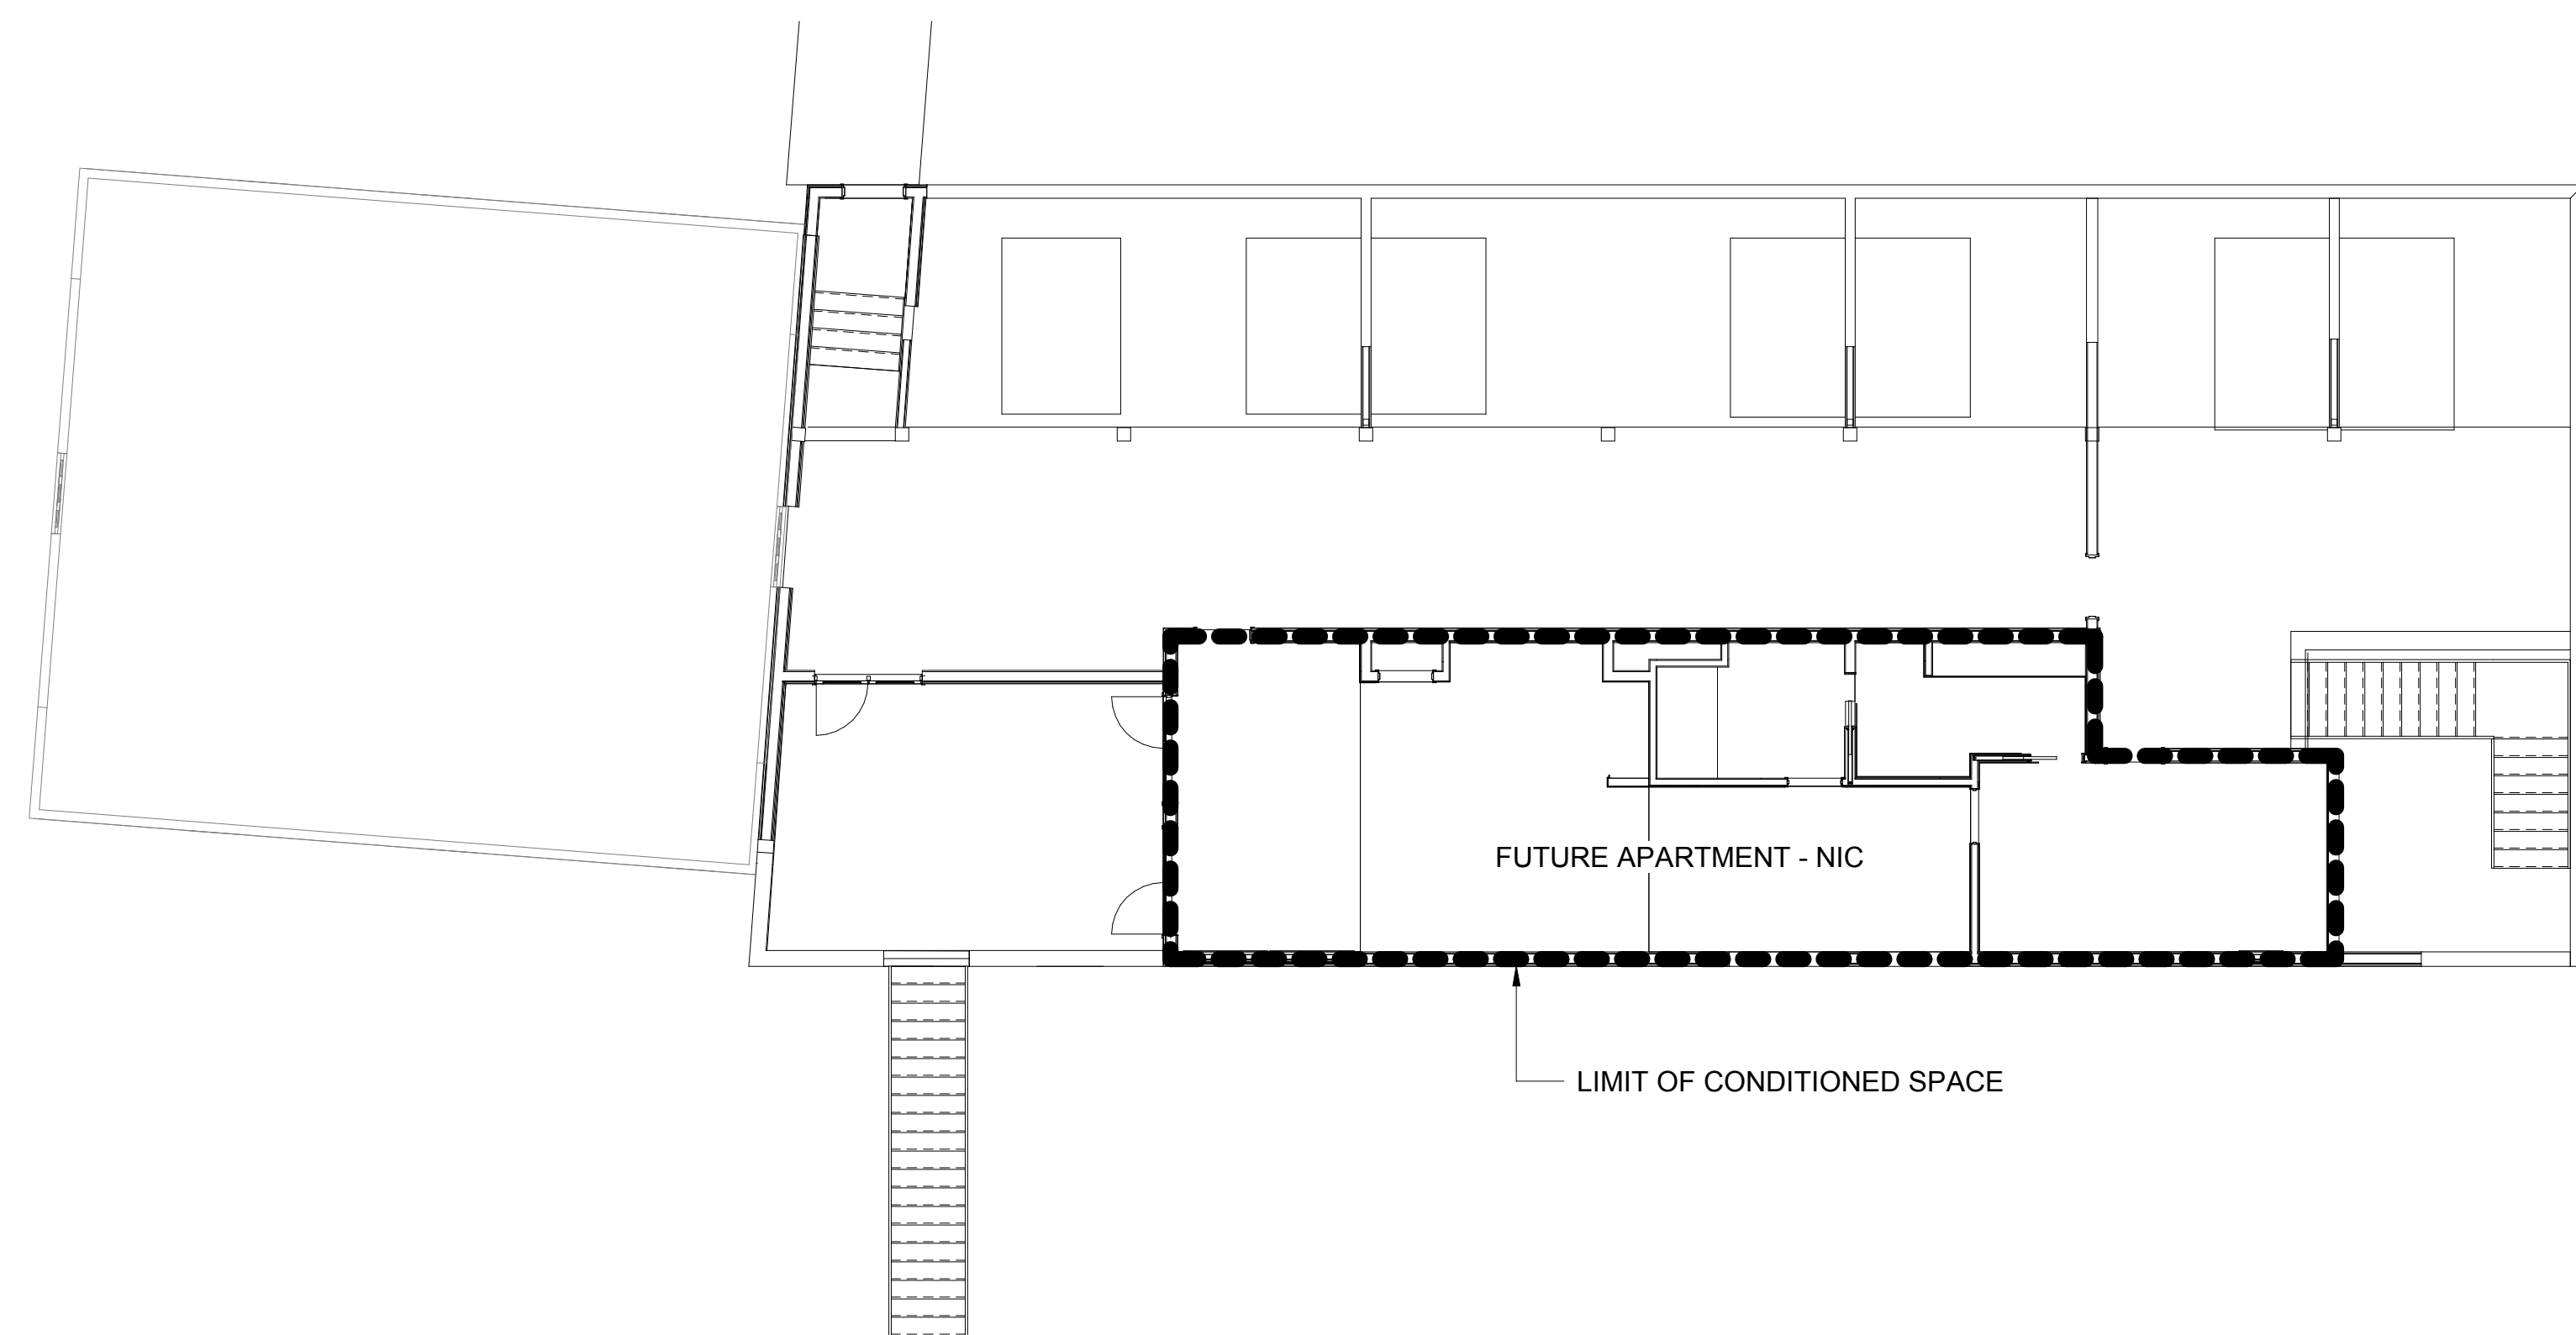 FUTURE APARTMENT - NIC
LIMIT OF CONDITIONED SPACE